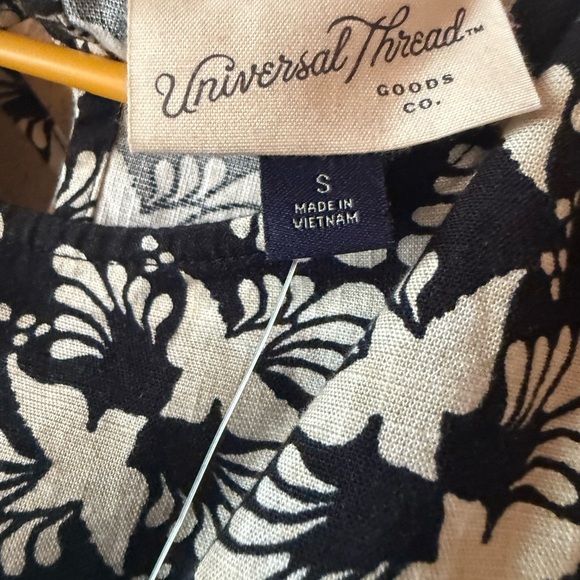 Universal Thread™
GOODS
CO.
S
MADE IN
VIETNAM